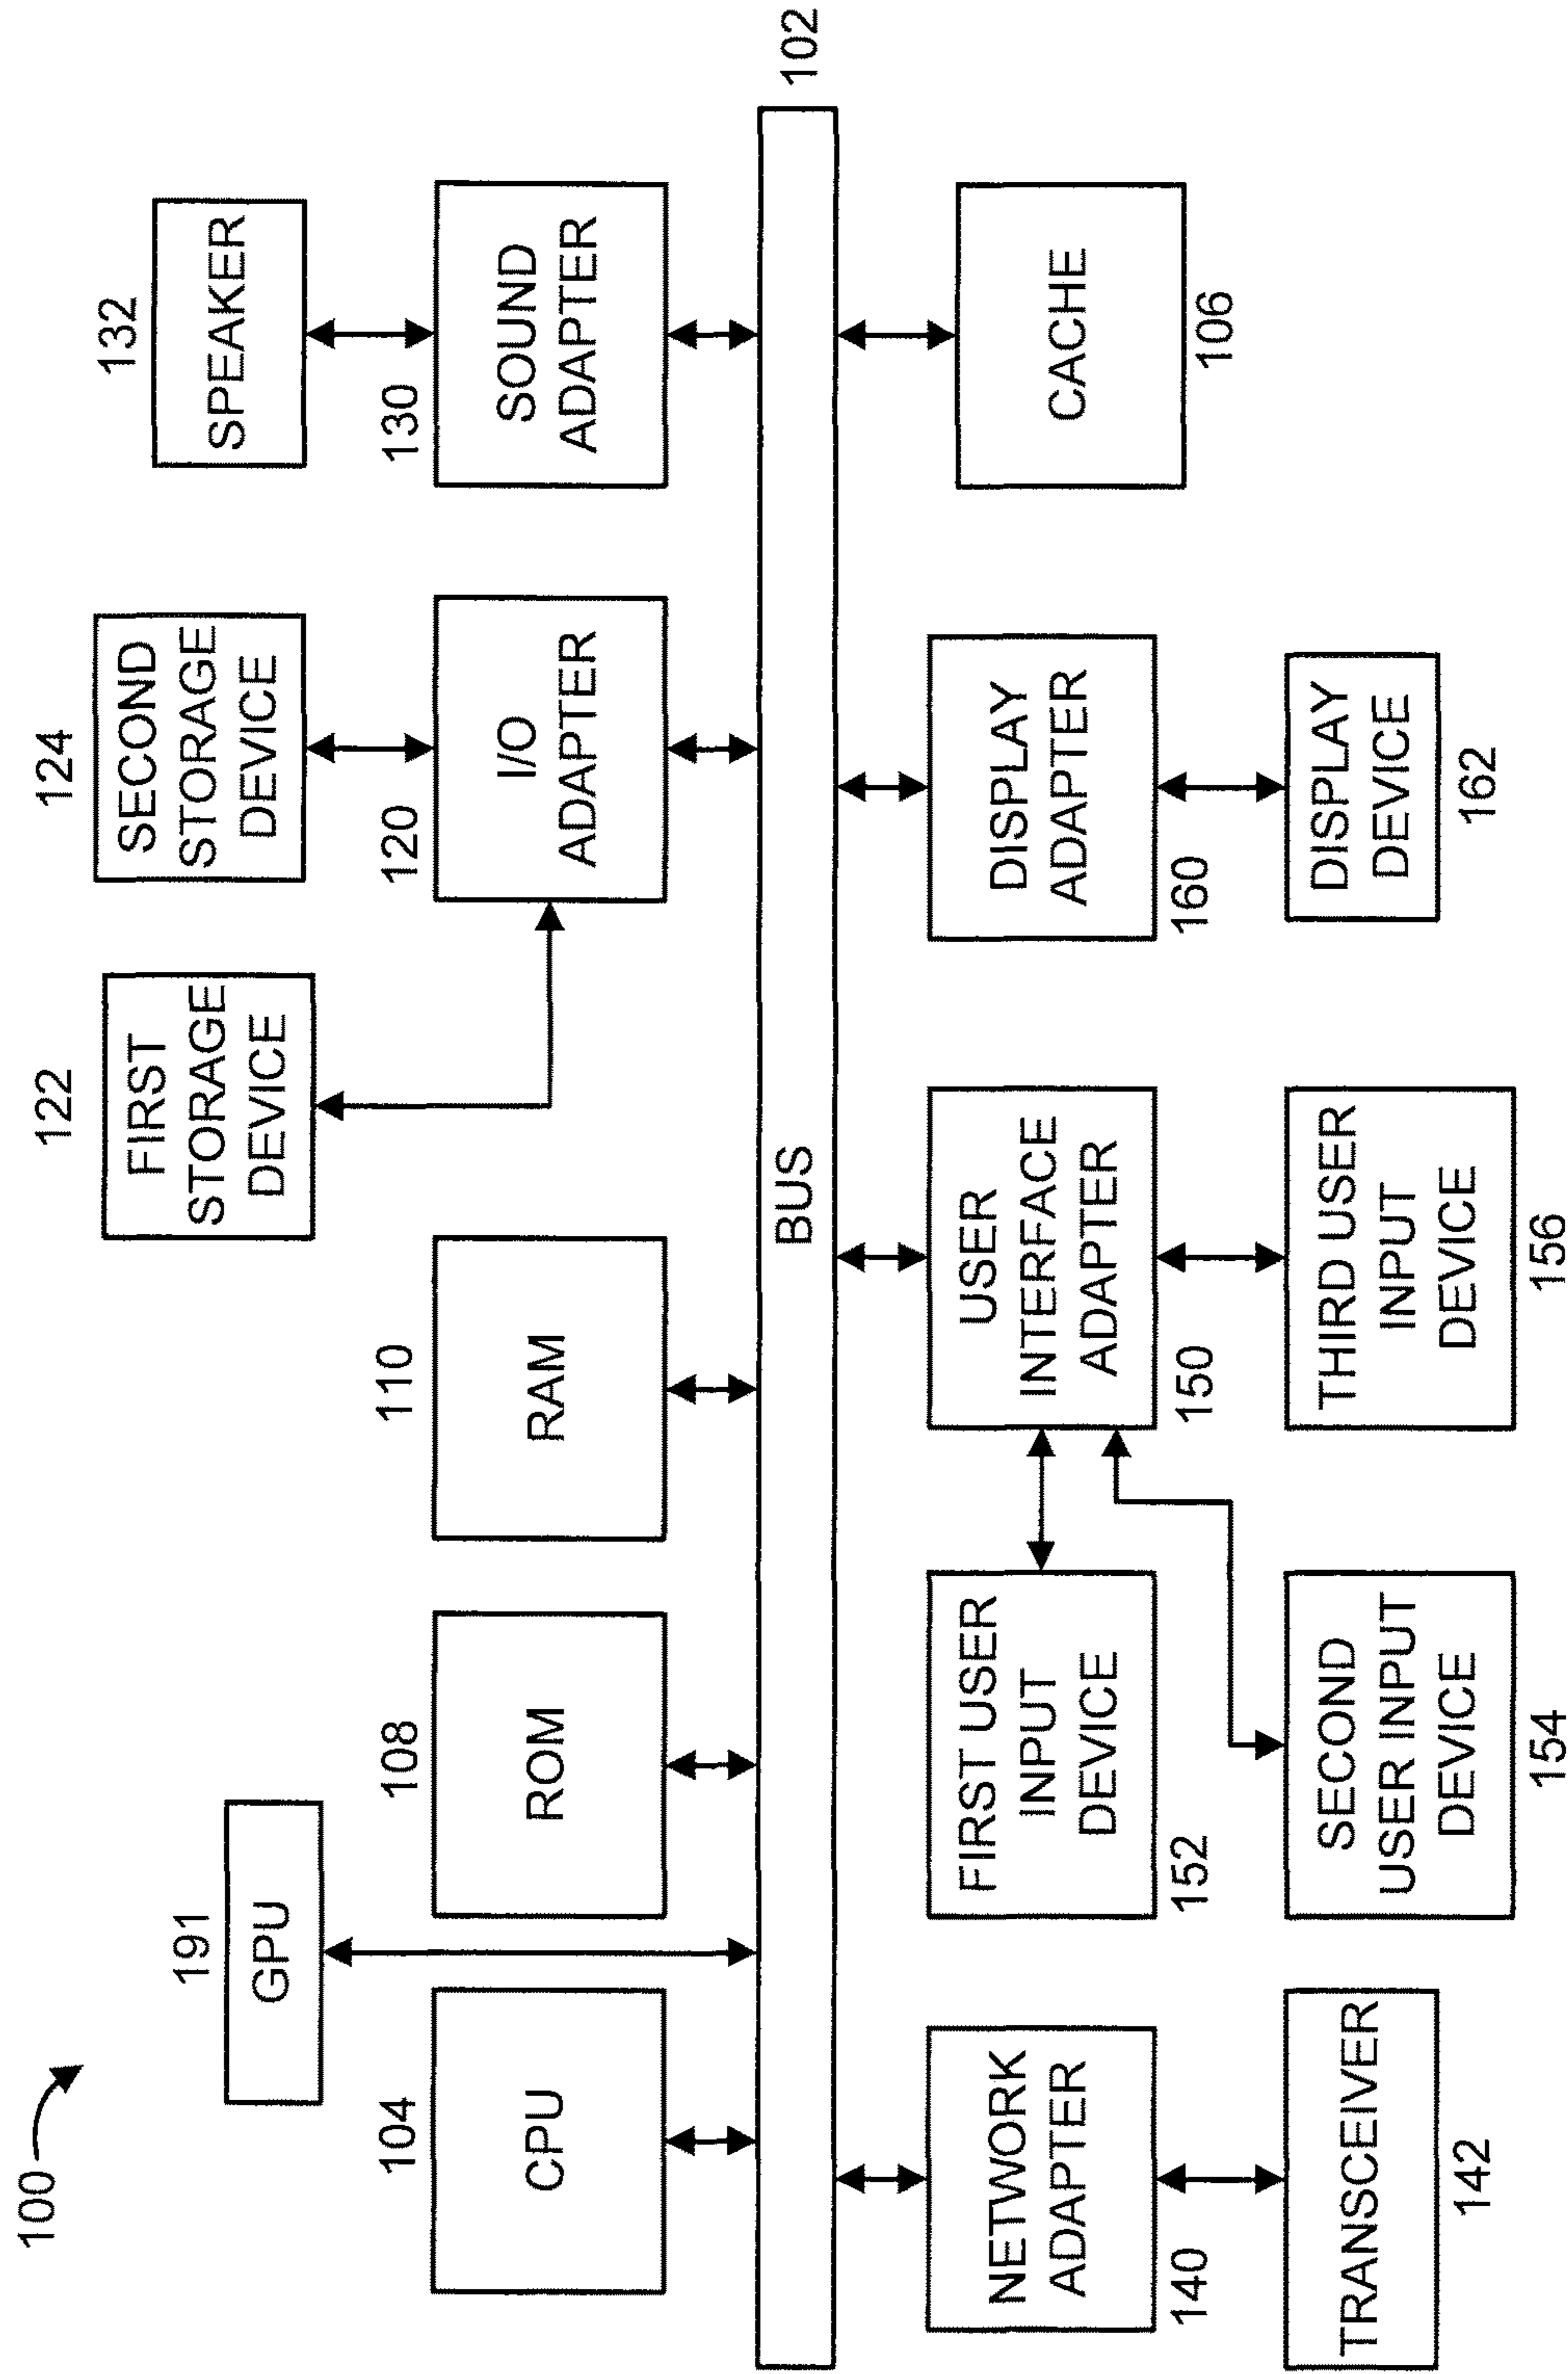 100
191
GPU
104
CPU
108
ROM
110
RAM
122
FIRST
STORAGE
DEVICE
124
SECOND
STORAGE
DEVICE
120
I/O
ADAPTER
132
SPEAKER
130
SOUND
ADAPTER
BUS
102
NETWORK
ADAPTER
140
TRANSCEIVER
142
FIRST USER
INPUT
DEVICE
152
SECOND
USER INPUT
DEVICE
154
USER
INTERFACE
ADAPTER
150
THIRD USER
INPUT
DEVICE
156
DISPLAY
ADAPTER
160
DISPLAY
DEVICE
162
CACHE
106